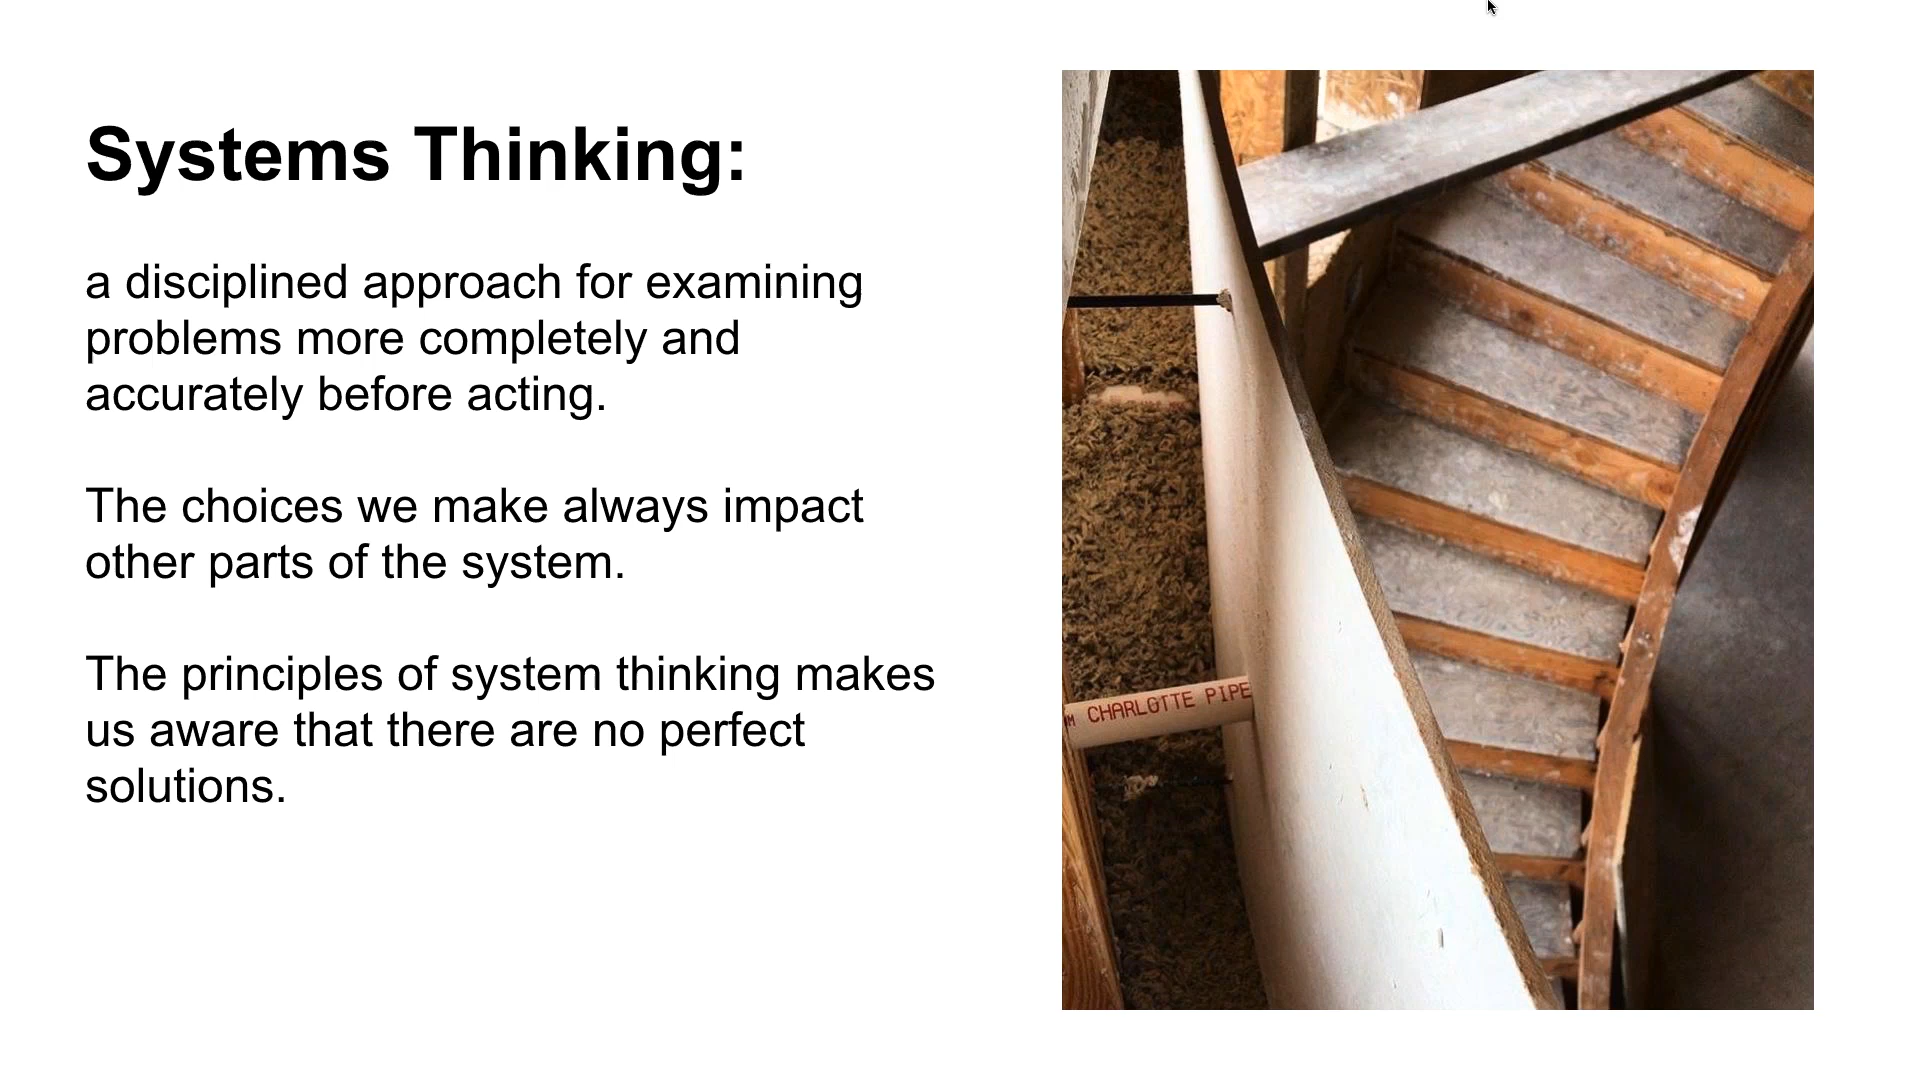 Systems Thinking:
a disciplined approach for examining
problems more completely and
accurately before acting.
The choices we make always impact
other parts of the system.
The principles of system thinking makes
us aware that there are no perfect
solutions.
M CHARLOTTE PIPE